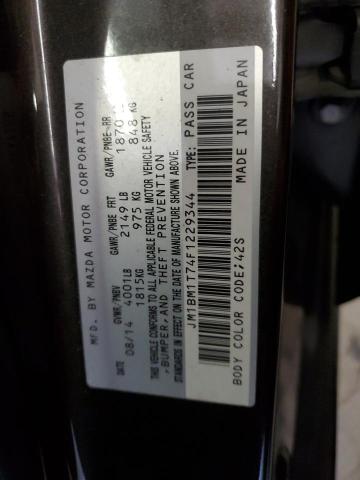 MFD. BY MAZDA MOTOR CORPORATION
GVWR/PNBV GAWR/PNBE FRT GAWR/PNBE RR
08/14 4001LB 2149 LB 1870
1815KG 975 KG 848 KG
THIS VEHICLE CONFORMS TO ALL APPLICABLE FEDERAL MOTOR VEHICLE SAFETY
,BUMPER,AND THEFT PREVENTION
STANDARDS IN EFFECT ON THE DATE OF MANUFACTURE SHOWN ABOVE.
JM1BM1T74F1229344 TYPE: PASS CAR
BODY COLOR CODE:42S MADE IN JAPAN